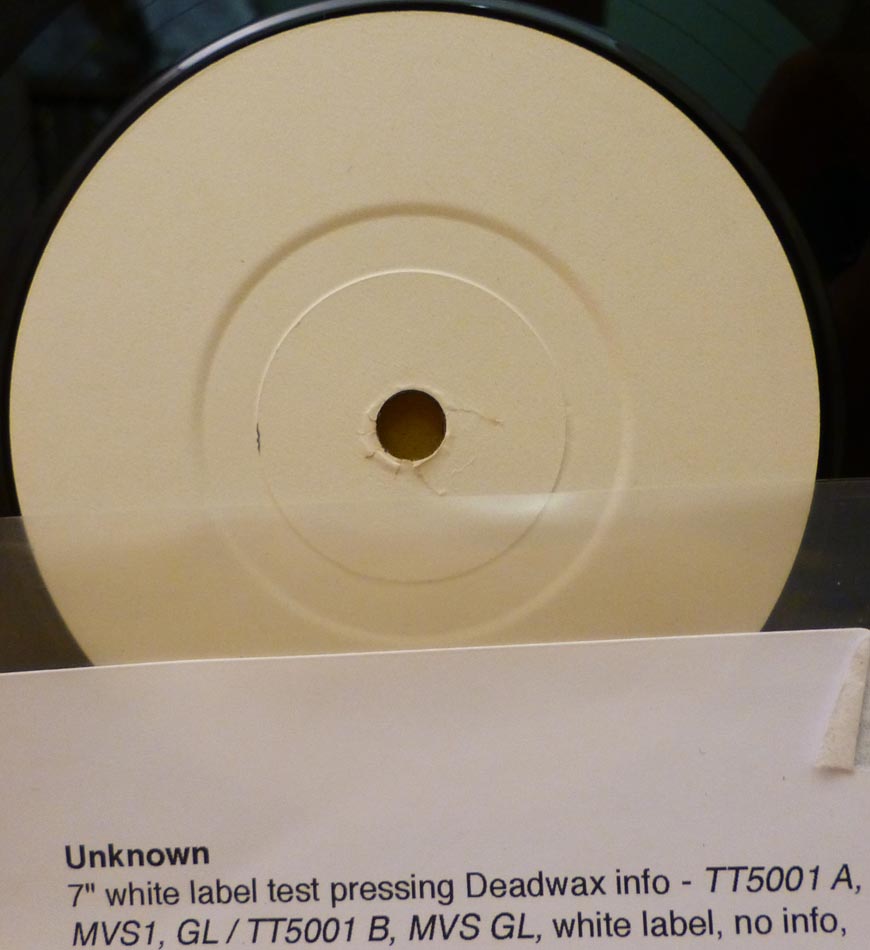 Unknown
7" white label test pressing Deadwax info - TT5001 A,
MVS1, GL / TT5001 B, MVS GL, white label, no info,